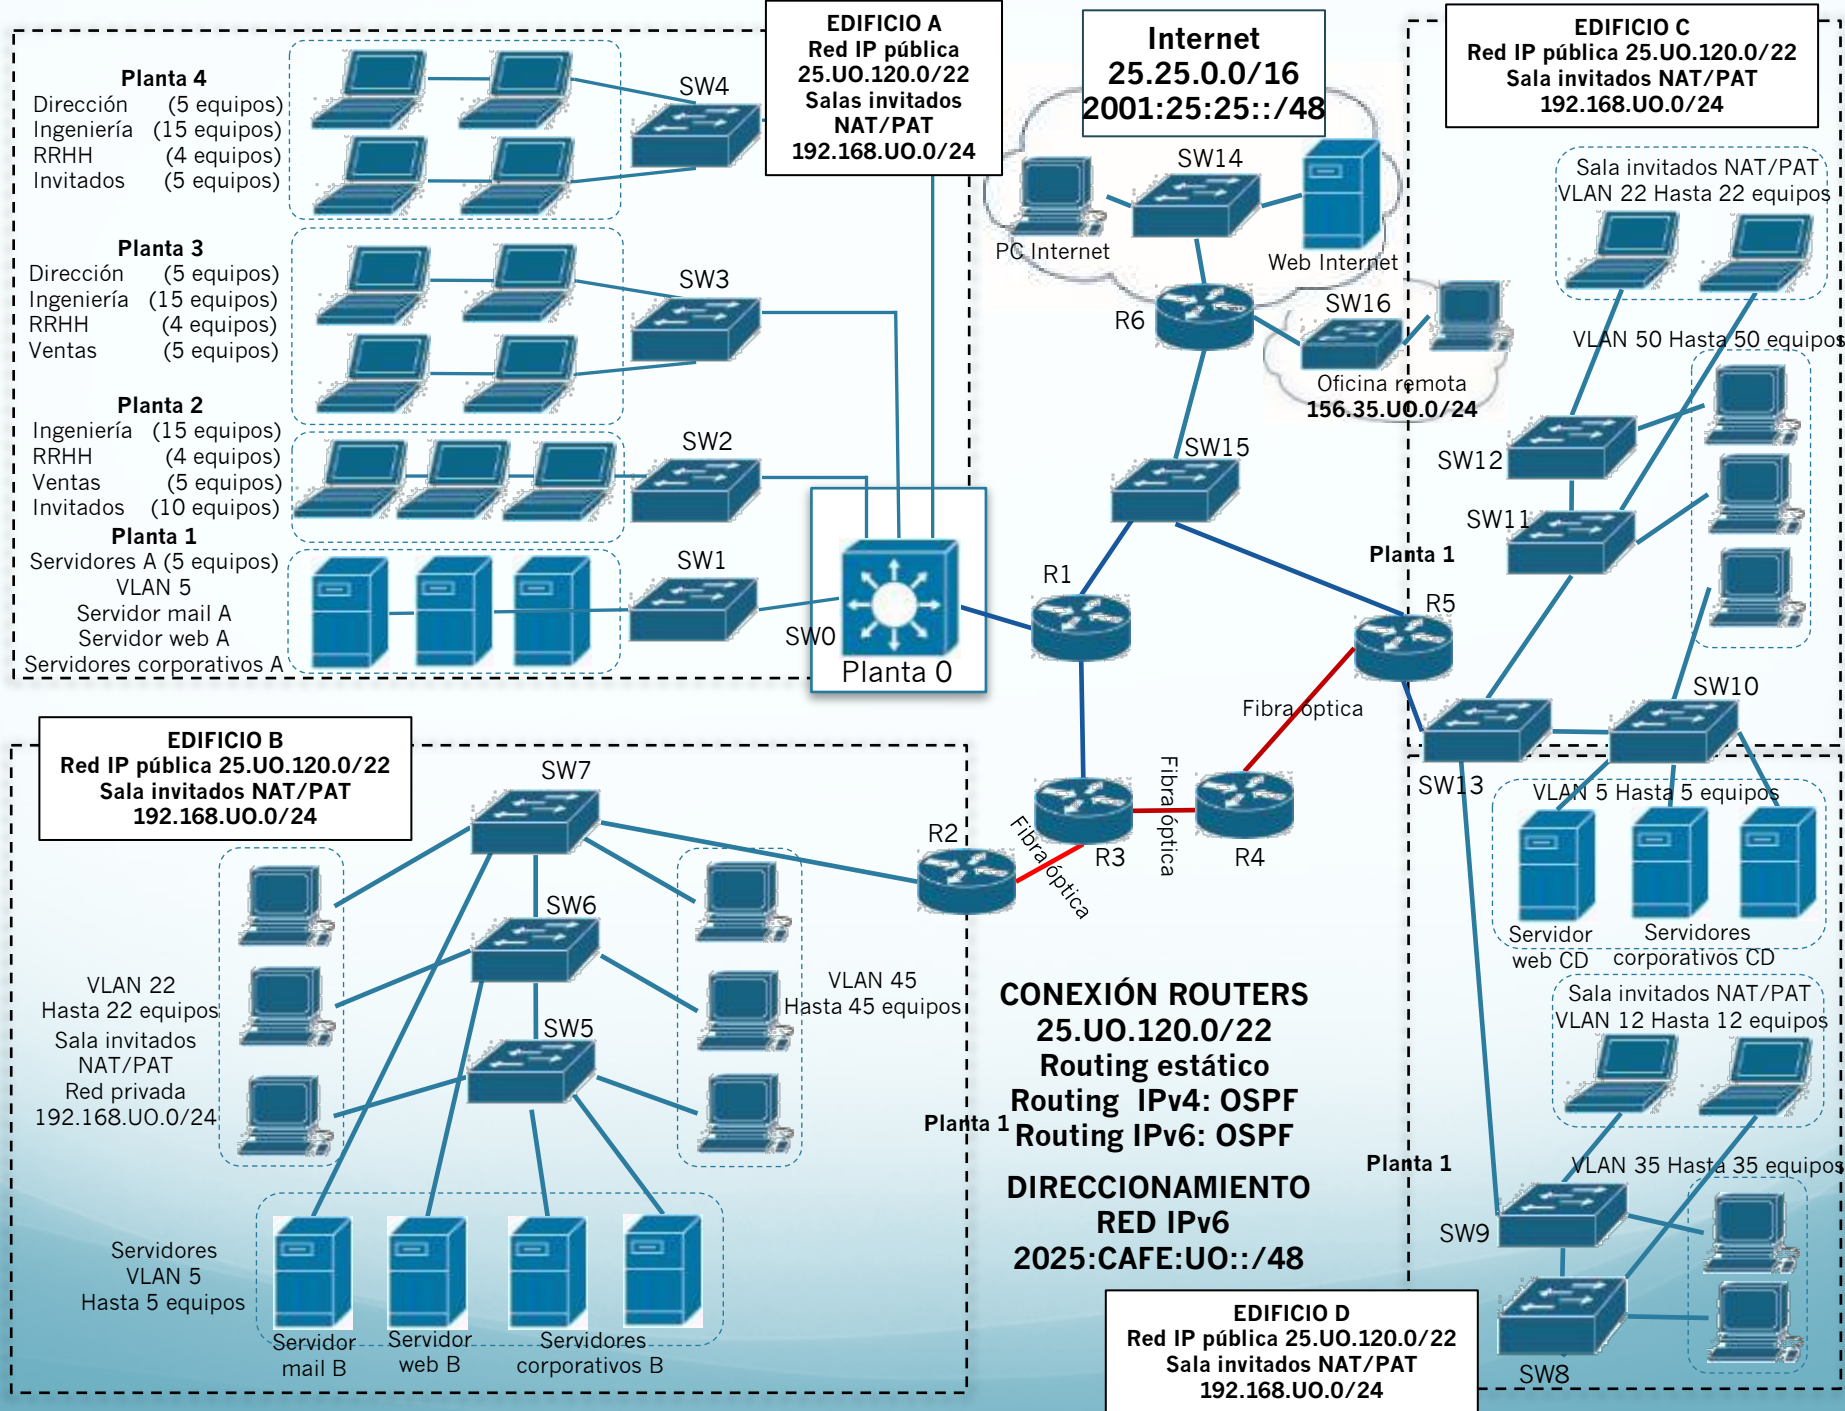 EDIFICIO A
Red IP pública
25.UO.120.0/22
Salas invitados
NAT/PAT
192.168.UO.0/24
Planta 4
Dirección (5 equipos)
Ingeniería (15 equipos)
RRHH (4 equipos)
Invitados (5 equipos)
SW4
Planta 3
Dirección (5 equipos)
Ingeniería (15 equipos)
RRHH (4 equipos)
Ventas (5 equipos)
SW3
Planta 2
Ingeniería (15 equipos)
RRHH (4 equipos)
Ventas (5 equipos)
Invitados (10 equipos)
SW2
Planta 1
Servidores A (5 equipos)
VLAN 5
Servidor mail A
Servidor web A
Servidores corporativos A
SW1
SW0
Planta 0
Internet
25.25.0.0/16
2001:25:25::/48
SW14
PC Internet
Web Internet
R6
SW16
Oficina remota
156.35.UO.0/24
SW15
R1
R5
Fibra óptica
Fibra óptica
Fibra óptica
R2
R3
R4
EDIFICIO C
Red IP pública 25.UO.120.0/22
Sala invitados NAT/PAT
192.168.UO.0/24
Sala invitados NAT/PAT
VLAN 22 Hasta 22 equipos
VLAN 50 Hasta 50 equipos
SW12
SW11
Planta 1
SW10
SW13
VLAN 5 Hasta 5 equipos
Servidor
web CD
Servidores
corporativos CD
Sala invitados NAT/PAT
VLAN 12 Hasta 12 equipos
Planta 1
VLAN 35 Hasta 35 equipos
SW9
SW8
EDIFICIO D
Red IP pública 25.UO.120.0/22
Sala invitados NAT/PAT
192.168.UO.0/24
EDIFICIO B
Red IP pública 25.UO.120.0/22
Sala invitados NAT/PAT
192.168.UO.0/24
SW7
SW6
SW5
VLAN 22
Hasta 22 equipos
Sala invitados
NAT/PAT
Red privada
192.168.UO.0/24
VLAN 45
Hasta 45 equipos
Planta 1
Servidores
VLAN 5
Hasta 5 equipos
Servidor
mail B
Servidor
web B
Servidores
corporativos B
CONEXIÓN ROUTERS
25.UO.120.0/22
Routing estático
Routing IPv4: OSPF
Routing IPv6: OSPF
DIRECCIONAMIENTO
RED IPv6
2025:CAFE:UO::/48